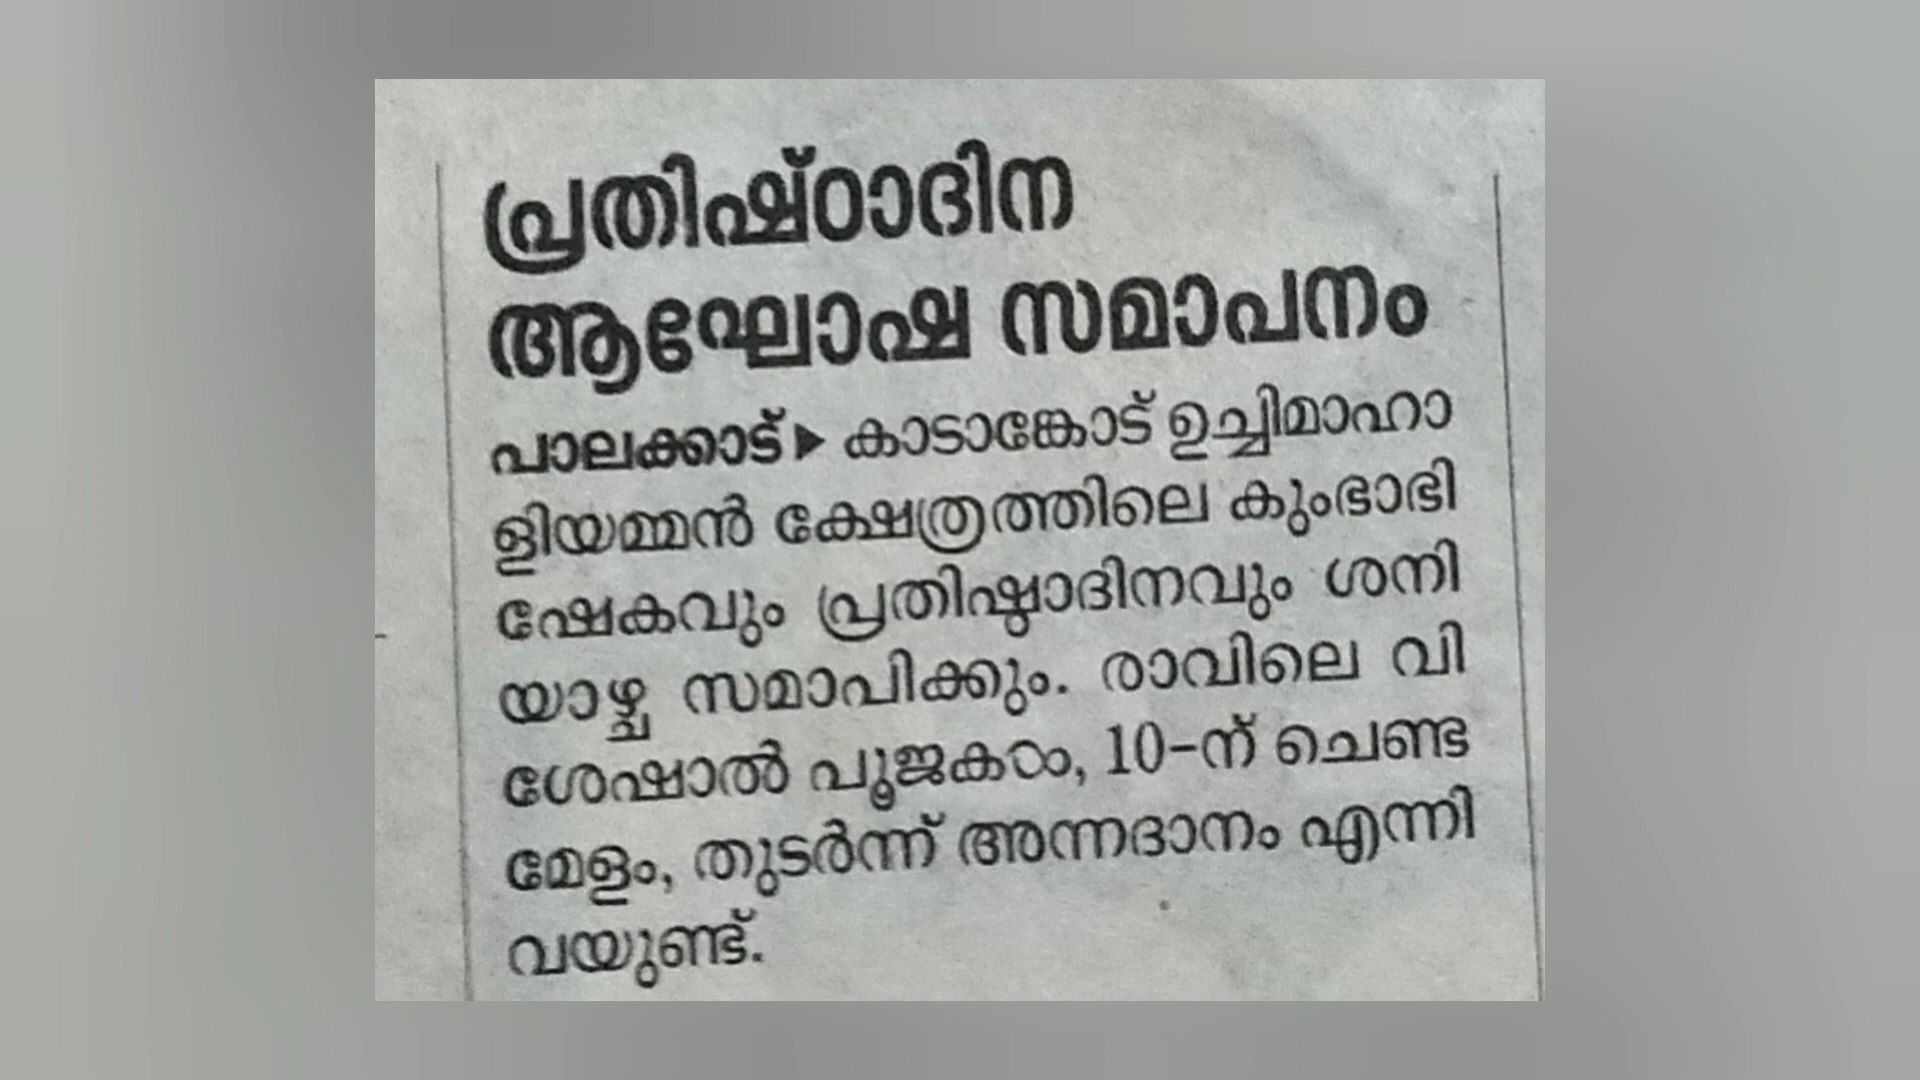 പ്രതിഷ്ഠാദിന
ആഘോഷ സമാപനം
പാലക്കാട്▶ കാടാങ്കോട് ഉച്ചിമാഹാ
ളിയമ്മൻ ക്ഷേത്രത്തിലെ കുംഭാഭി
ഷേകവും പ്രതിഷ്ഠാദിനവും ശനി
യാഴ്ച സമാപിക്കും. രാവിലെ വി
ശേഷാൽ പൂജകഠം, 10-ന് ചെണ്ട
മേളം, തുടർന്ന് അന്നദാനം എന്നി
വയുണ്ട്.